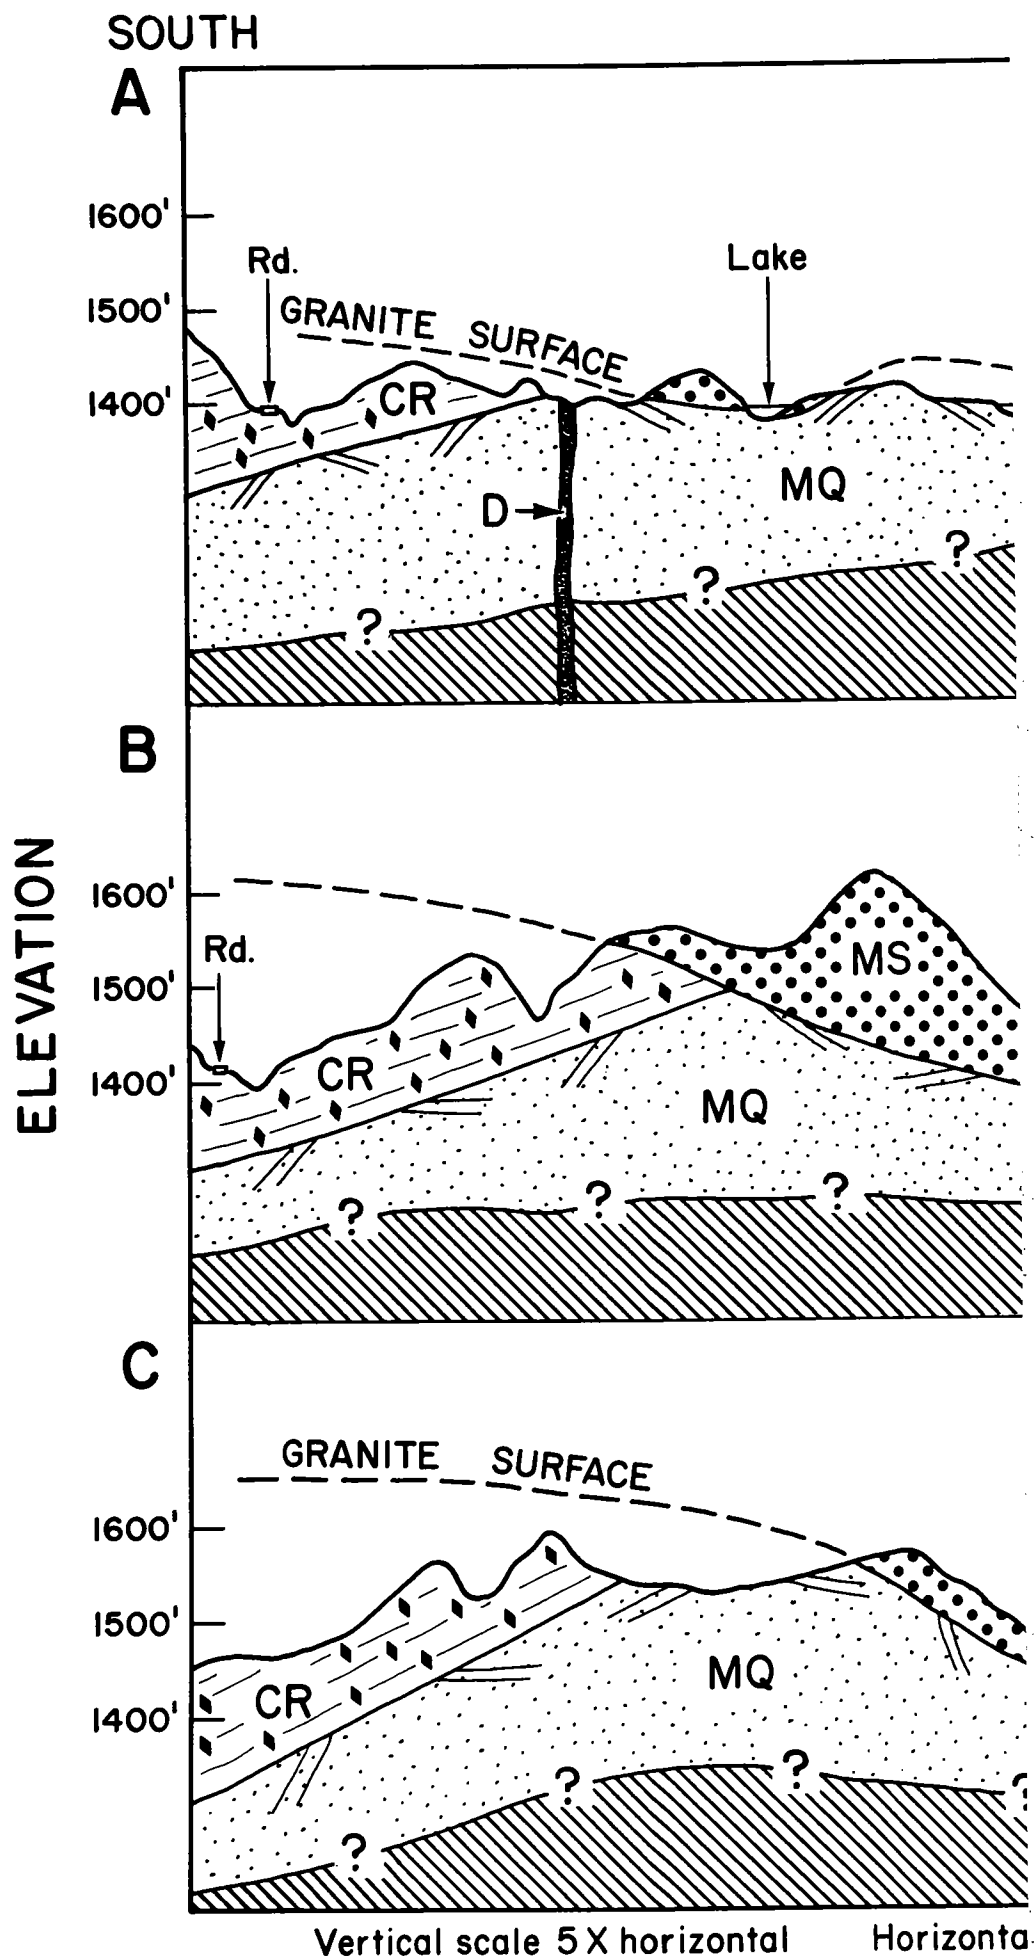 SOUTH
A
1600'
Rd.
Lake
1500'
GRANITE SURFACE
1400'
CR
MQ
D
?
?
?
B
ELEVATION
1600'
Rd.
MS
1500'
1400'
CR
MQ
?
?
?
C
GRANITE SURFACE
1600'
1500'
MQ
CR
1400'
?
?
?
?
Vertical scale 5 X horizontal Horizonta